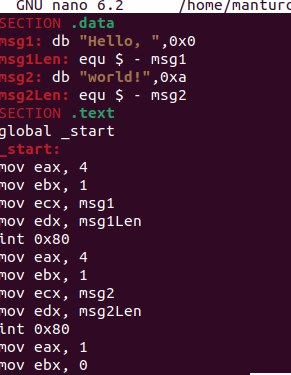 GNU nano 6.2 /home/manturo
SECTION .data
msg1: db "Hello, ",0x0
msg1Len: equ $ - msg1
msg2: db "world!",0xa
msg2Len: equ $ - msg2
SECTION .text
global _start
_start:
mov eax, 4
mov ebx, 1
mov ecx, msg1
mov edx, msg1Len
int 0x80
mov eax, 4
mov ebx, 1
mov ecx, msg2
mov edx, msg2Len
int 0x80
mov eax, 1
mov ebx, 0